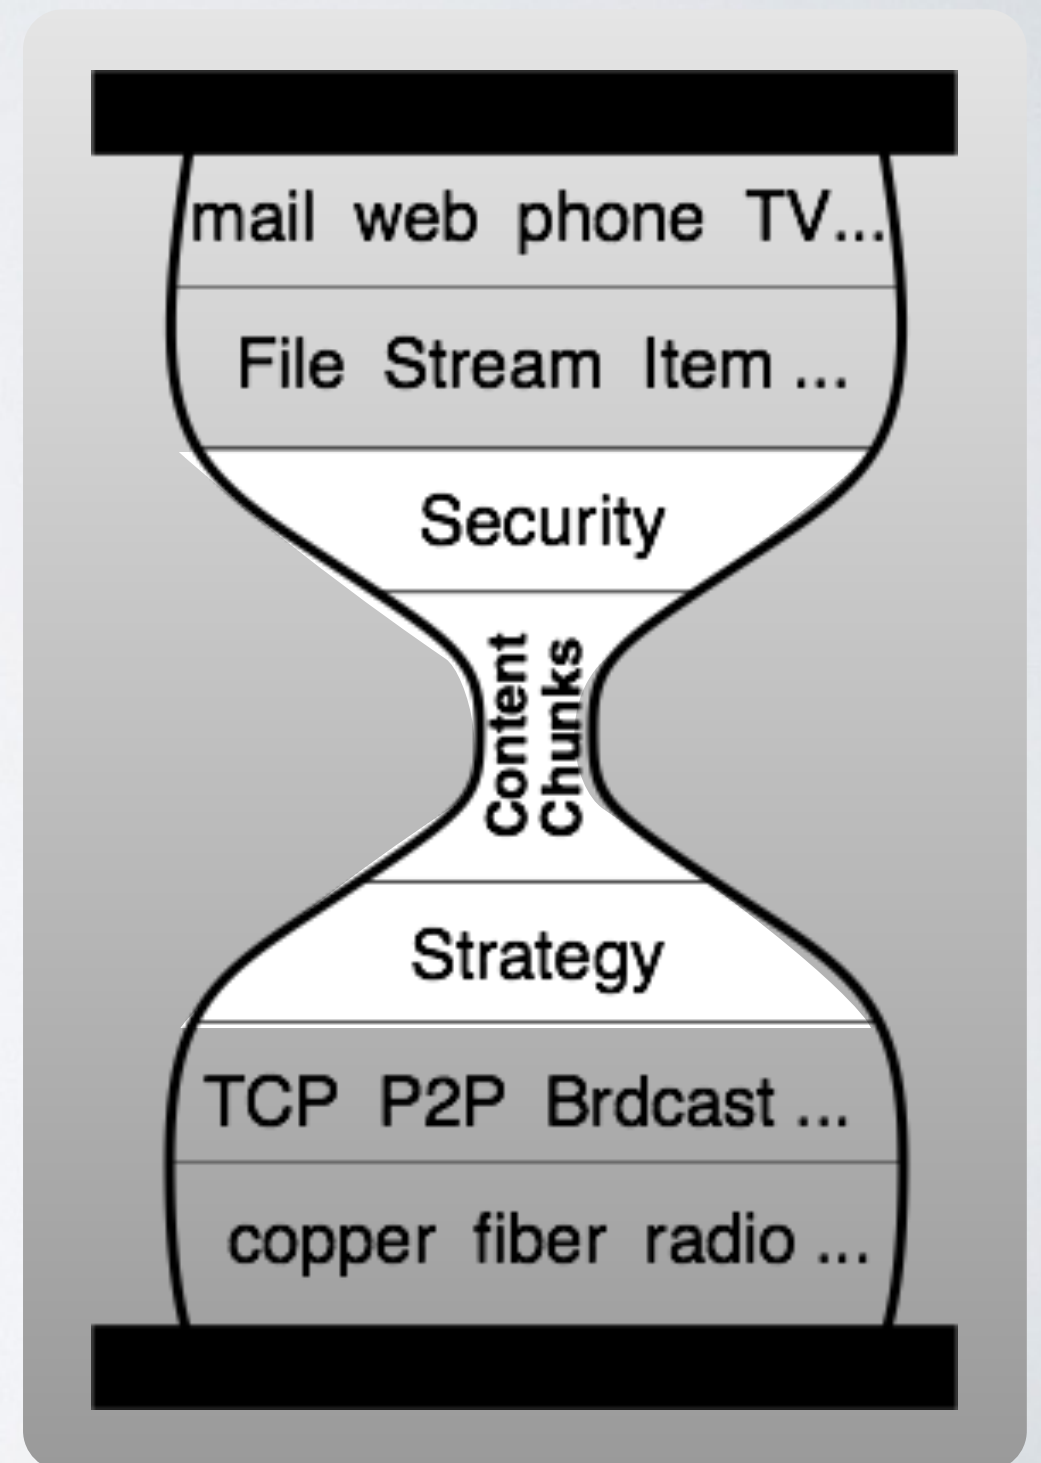 mail web phone TV...
File Stream Item ...
Security
Content
Chunks
Strategy
TCP P2P Brdcast ...
copper fiber radio ...